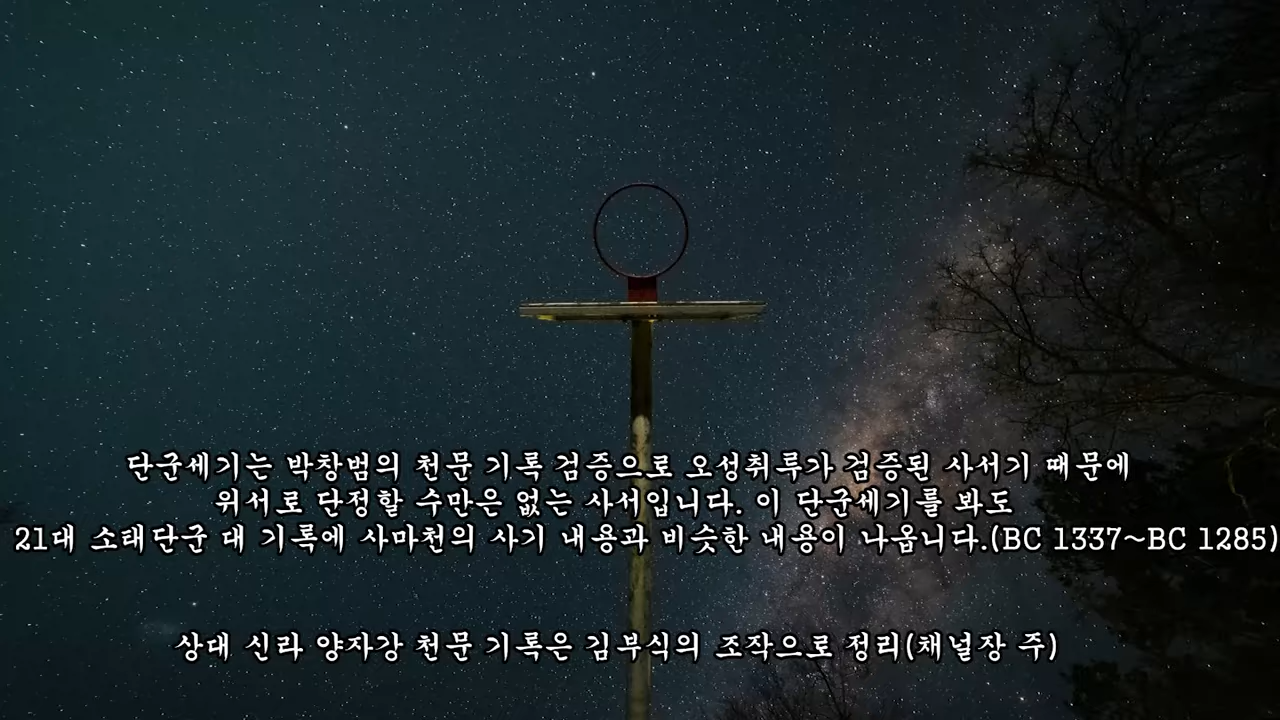 단군세기는 박창범의 천문 기록 검증으로 오성취루가 검증된 사서기 때문에
위서로 단정할 수만은 없는 사서입니다. 이 단군세기를 봐도
21대 소태단군 대 기록에 사마천의 사기 내용과 비슷한 내용이 나옵니다.(BC 1337~BC 1285)
상대 신라 양자강 천문 기록은 김부식의 조작으로 정리(채널장 주)